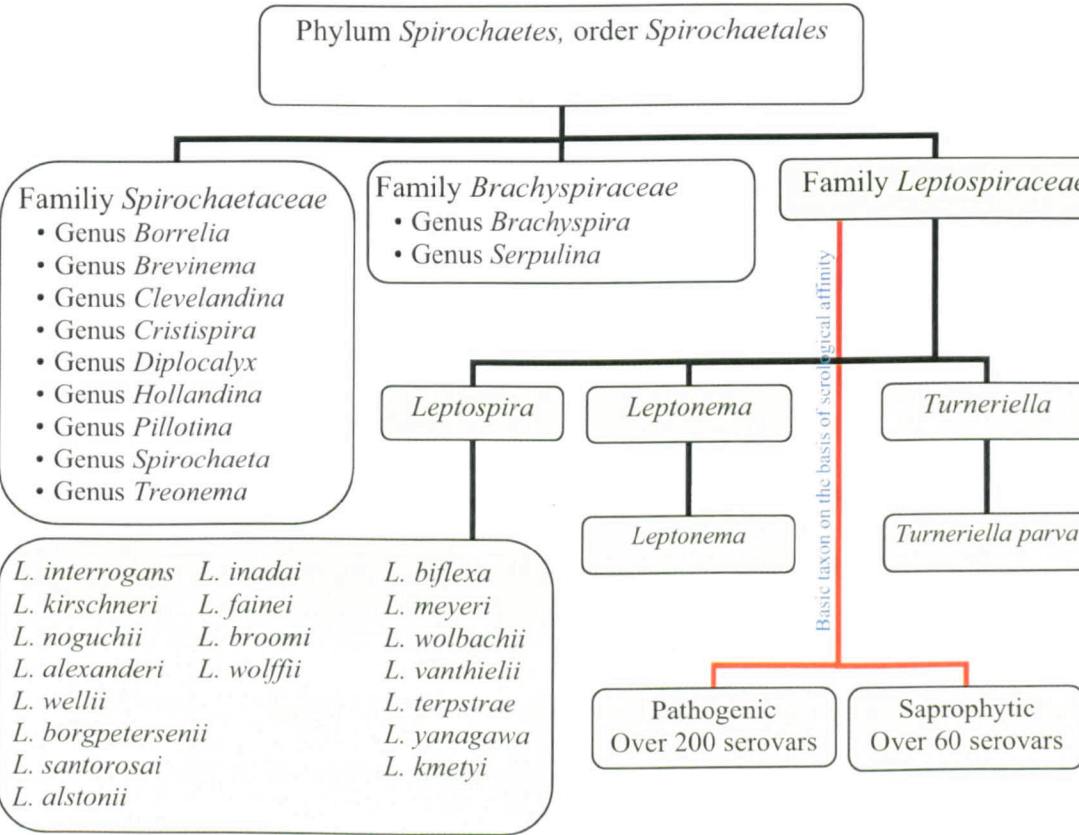 Phylum Spirochaetes, order Spirochaetales
Familiy Spirochaetaceae
• Genus Borrelia
• Genus Brevinema
• Genus Clevelandina
• Genus Cristispira
• Genus Diplocalyx
• Genus Hollandina
• Genus Pillotina
• Genus Spirochaeta
• Genus Treonema
Family Brachyspiraceae
• Genus Brachyspira
• Genus Serpulina
Family Leptospiraceae
Basic taxon on the basis of serological affinity
Leptospira
Leptonema
Turneriella
Leptonema
Turneriella parva
L. interrogans L. inadai L. biflexa
L. kirschneri L. fainei L. meyeri
L. noguchii L. broomi L. wolbachii
L. alexanderi L. wolffii L. vanthielii
L. wellii L. terpstrae
L. borgpetersenii L. yanagawa
L. santorosai L. kmetyi
L. alstonii
Pathogenic
Over 200 serovars
Saprophytic
Over 60 serovars